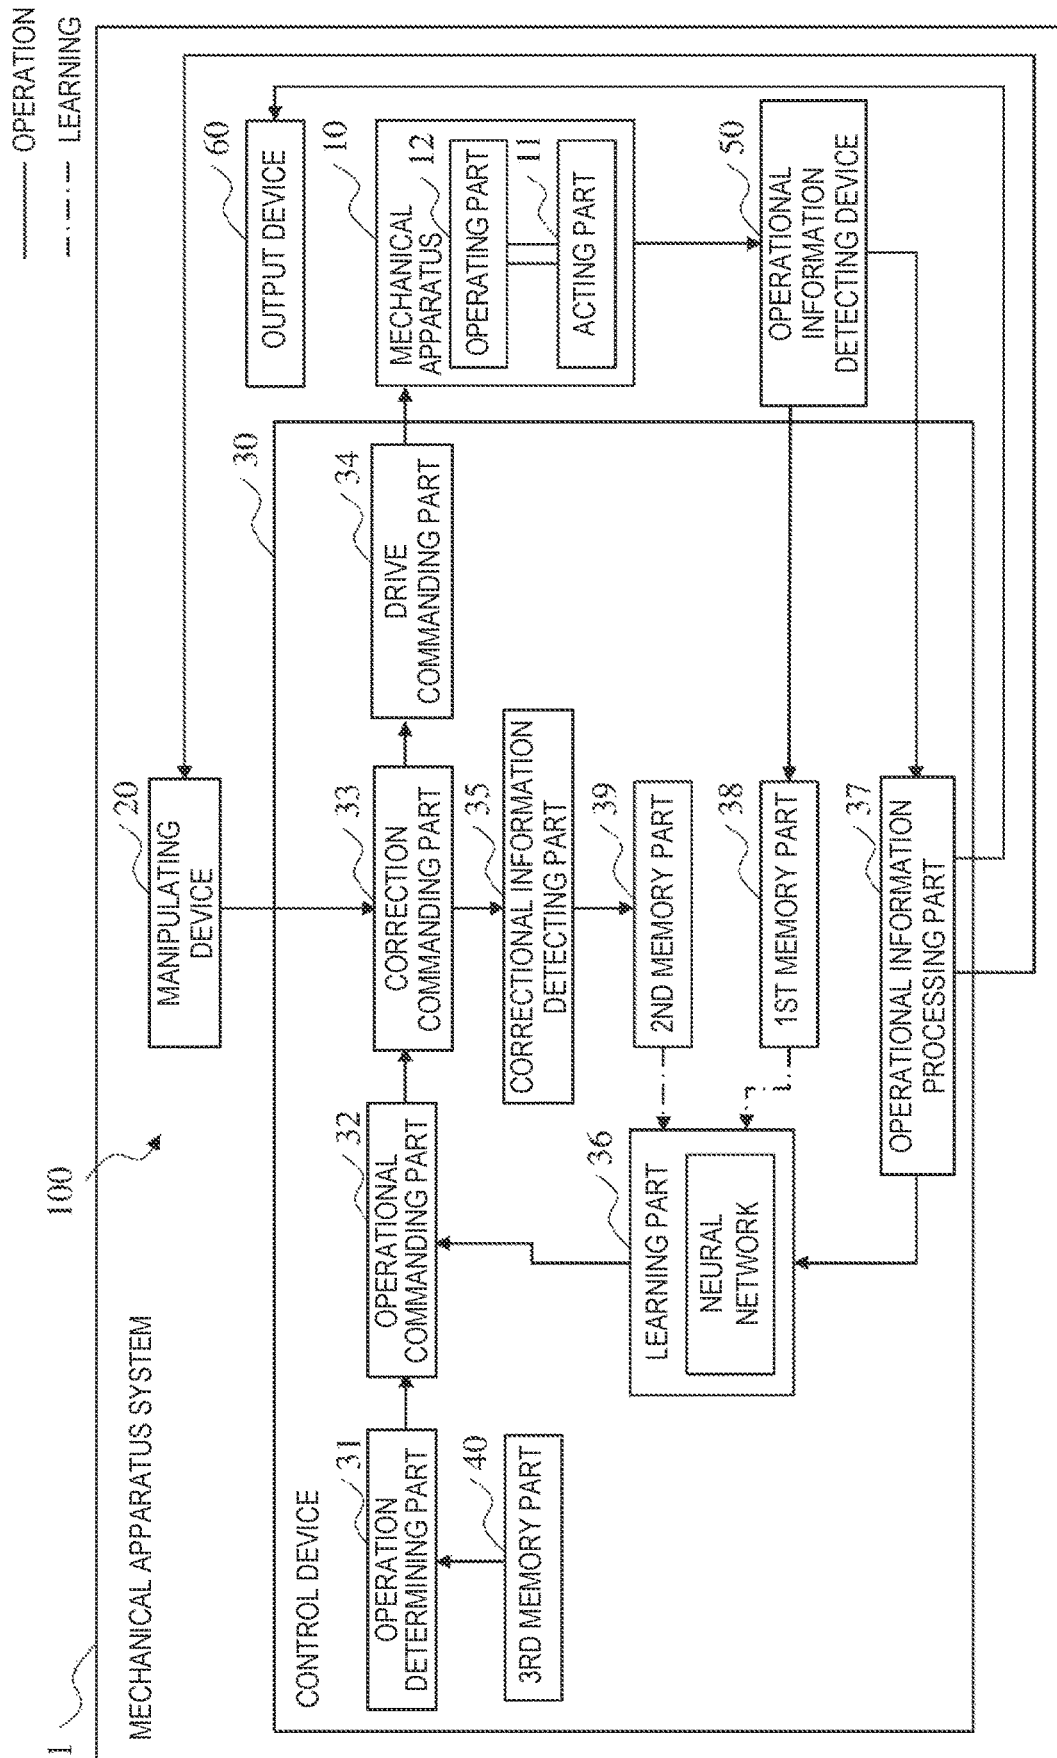 OPERATION
LEARNING
1
MECHANICAL APPARATUS SYSTEM
100
20
MANIPULATING
DEVICE
60
OUTPUT DEVICE
30
CONTROL DEVICE
31
OPERATION
DETERMINING PART
32
OPERATIONAL
COMMANDING PART
33
CORRECTION
COMMANDING PART
34
DRIVE
COMMANDING PART
10
MECHANICAL
APPARATUS
12
OPERATING PART
11
ACTING PART
40
3RD MEMORY PART
35
CORRECTIONAL INFORMATION
DETECTING PART
36
LEARNING PART
NEURAL
NETWORK
39
2ND MEMORY PART
38
1ST MEMORY PART
50
OPERATIONAL
INFORMATION
DETECTING DEVICE
37
OPERATIONAL INFORMATION
PROCESSING PART